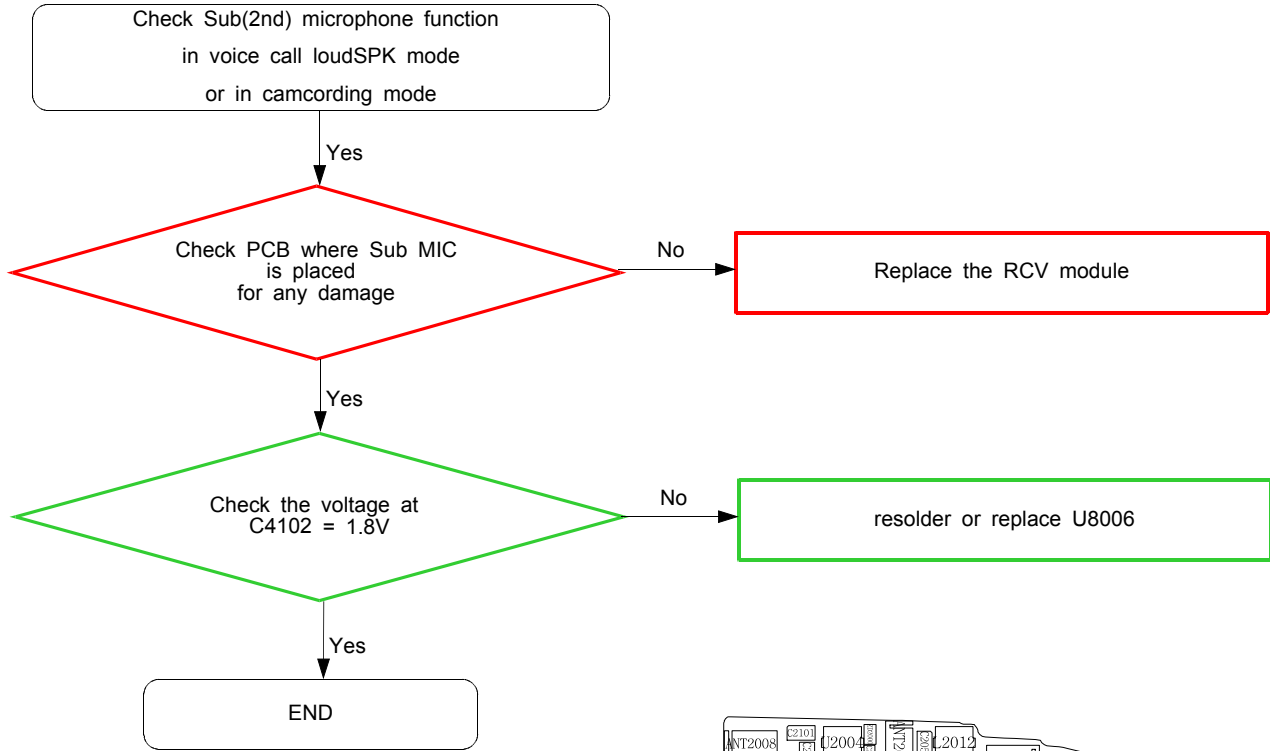 Check Sub(2nd) microphone function
in voice call loudSPK mode
or in camcording mode
Yes
Check PCB where Sub MIC
is placed
for any damage
No
Replace the RCV module
Yes
Check the voltage at
C4102 = 1.8V
No
resolder or replace U8006
Yes
END
ANT2008
C2101
U2004
L2012